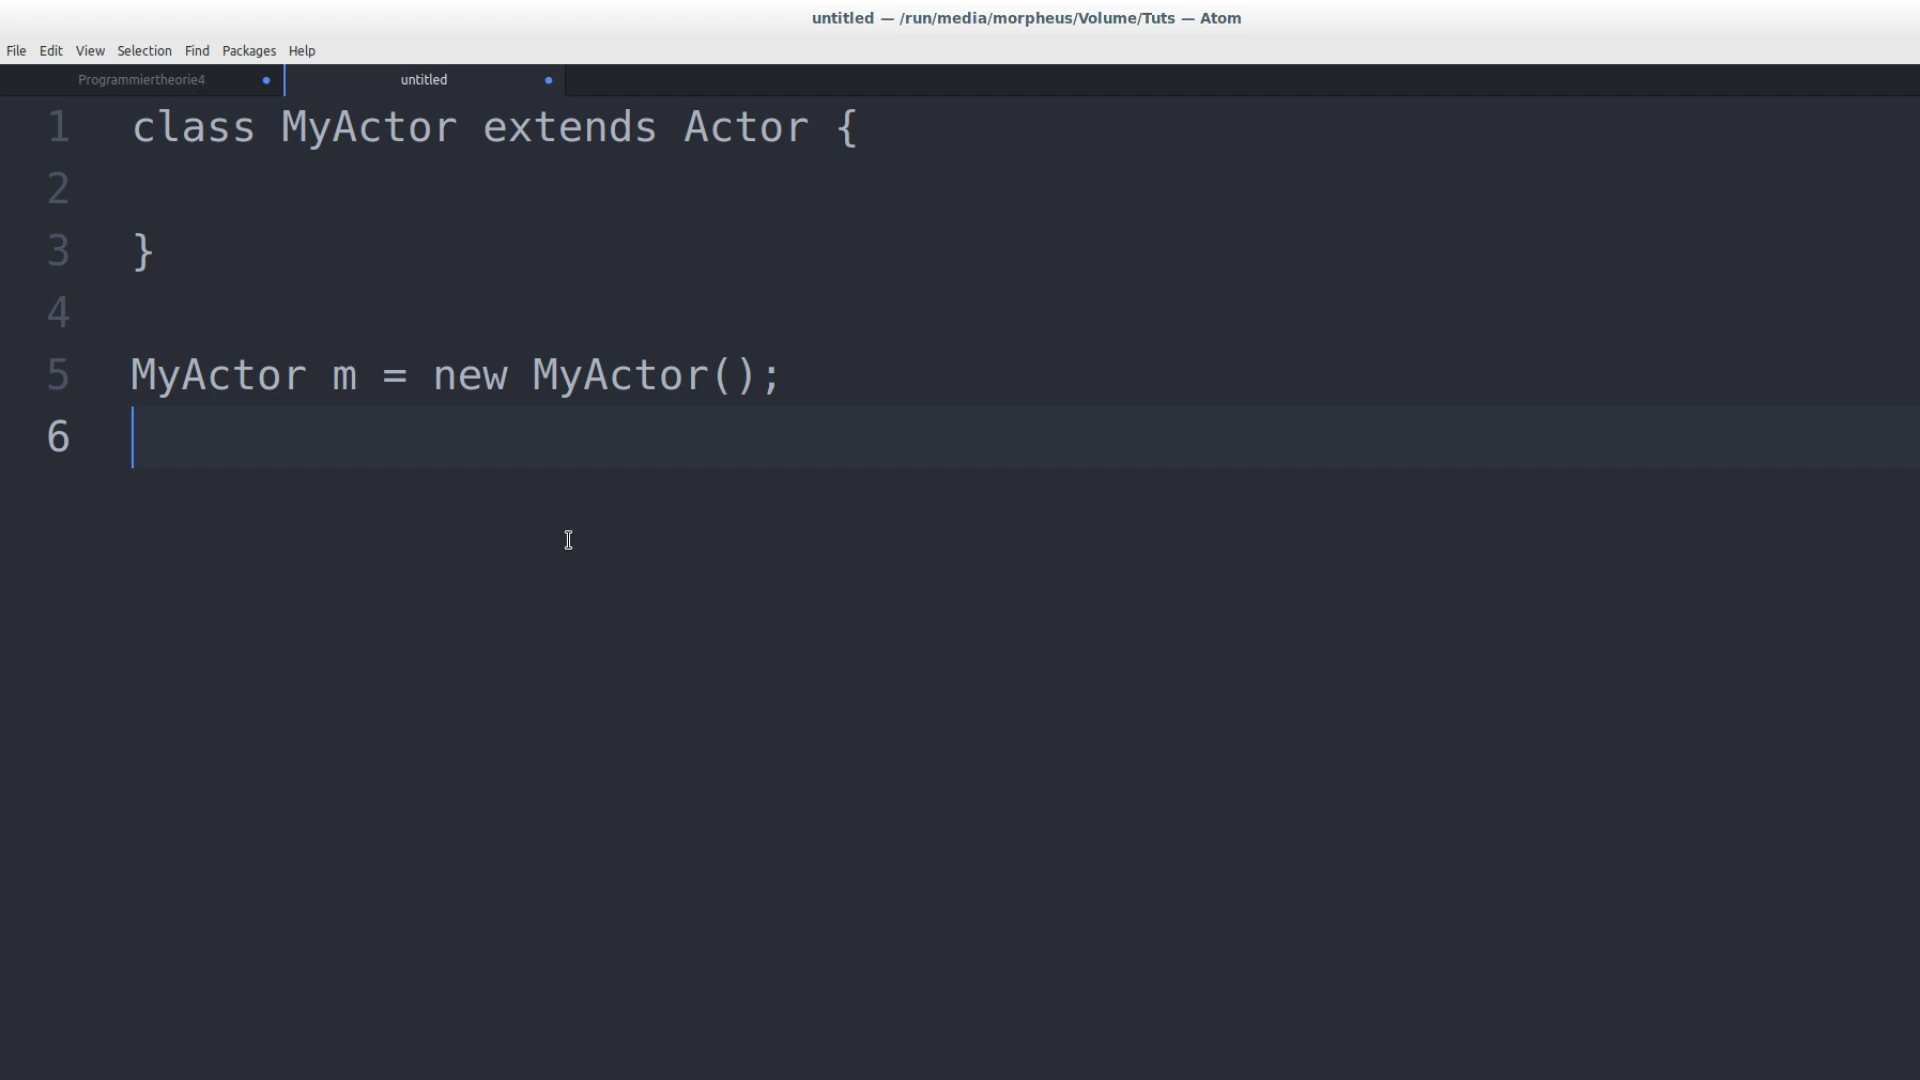 untitled — /run/media/morpheus/Volume/Tuts — Atom
File Edit View Selection Find Packages Help
Programmiertheorie4 untitled
1 class MyActor extends Actor {
2
3 }
4
5 MyActor m = new MyActor();
6